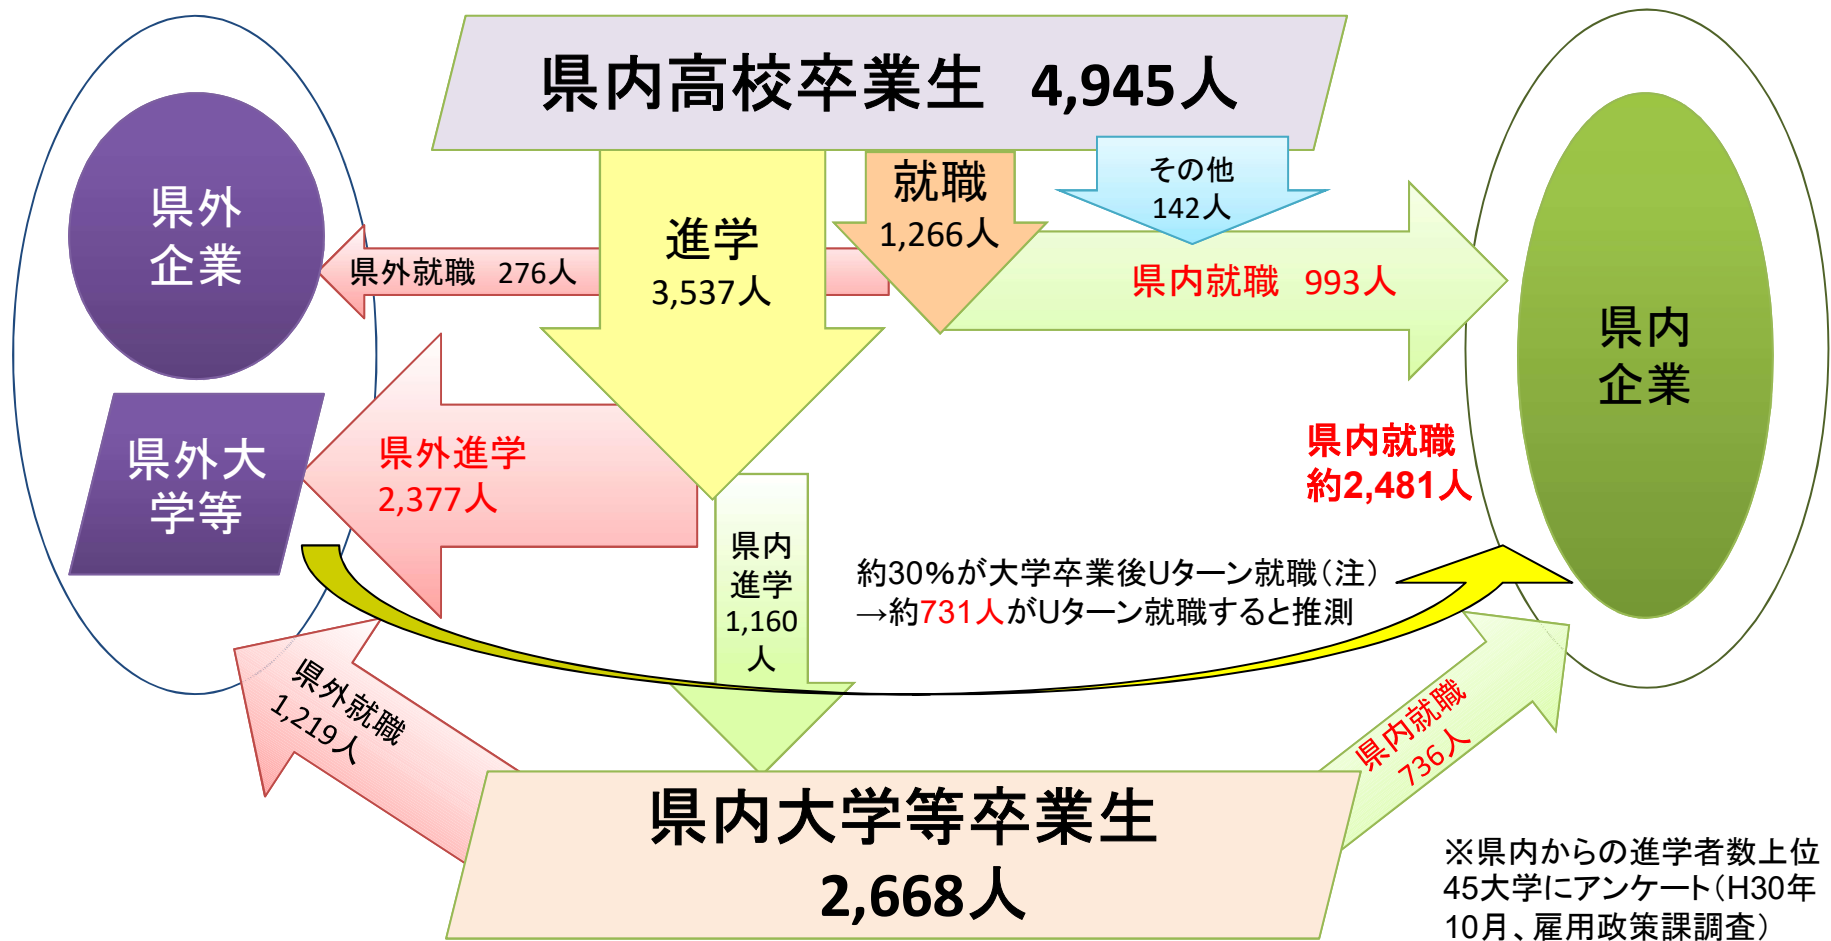 県内高校卒業生　4,945人
県外
企業
県外大
学等
進学
3,537人
就職
1,266人
その他
142人
県外就職　276人
県内就職　993人
県内
企業
県外進学
2,377人
県内
進学
1,160
人
県内就職
約2,481人
約30%が大学卒業後Uターン就職（注）
→約731人がUターン就職すると推測
県外就職
1,219人
県内就職
736人
県内大学等卒業生
2,668人
※県内からの進学者数上位
45大学にアンケート（H30年
10月、雇用政策課調査）